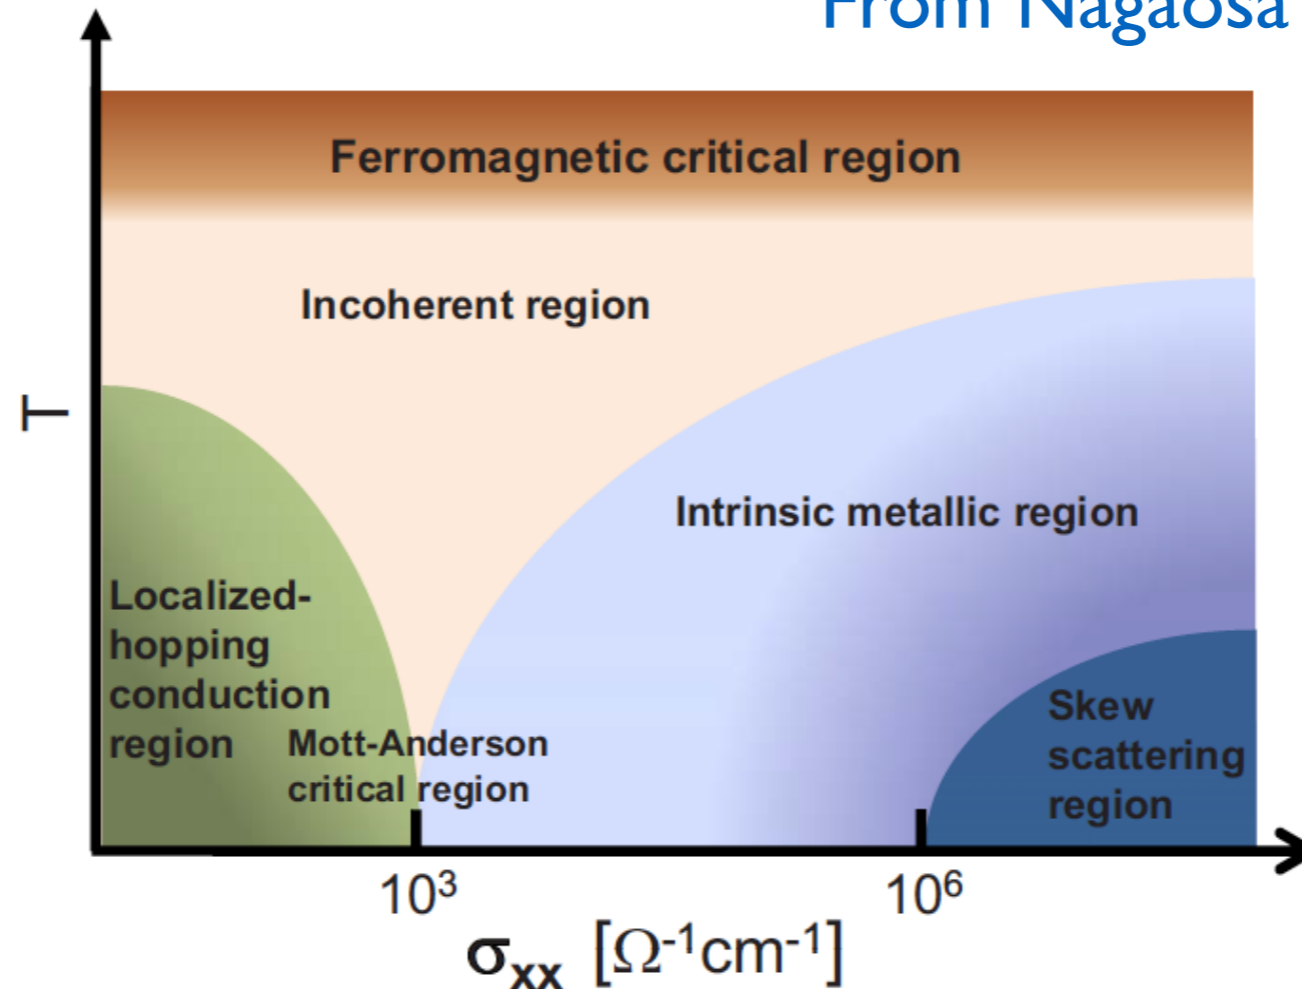 From Nagaosa
Ferromagnetic critical region
Incoherent region
T
Intrinsic metallic region
Localized-
hopping
conduction
region
Mott-Anderson
critical region
Skew
scattering
region
10³
10⁶
σxx [Ω⁻¹cm⁻¹]